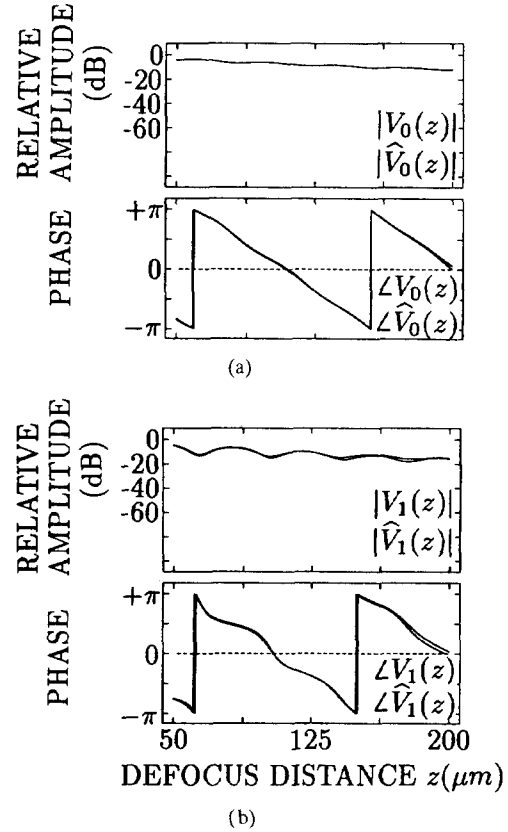 RELATIVE
AMPLITUDE
(dB)
0
-20
-40
-60
|V₀(z)|
|V̂₀(z)|
PHASE
+π
0
−π
∠V₀(z)
∠V̂₀(z)
(a)
RELATIVE
AMPLITUDE
(dB)
0
-20
-40
-60
|V₁(z)|
|V̂₁(z)|
PHASE
+π
0
−π
∠V₁(z)
∠V̂₁(z)
50 125 200
DEFOCUS DISTANCE z(μm)
(b)